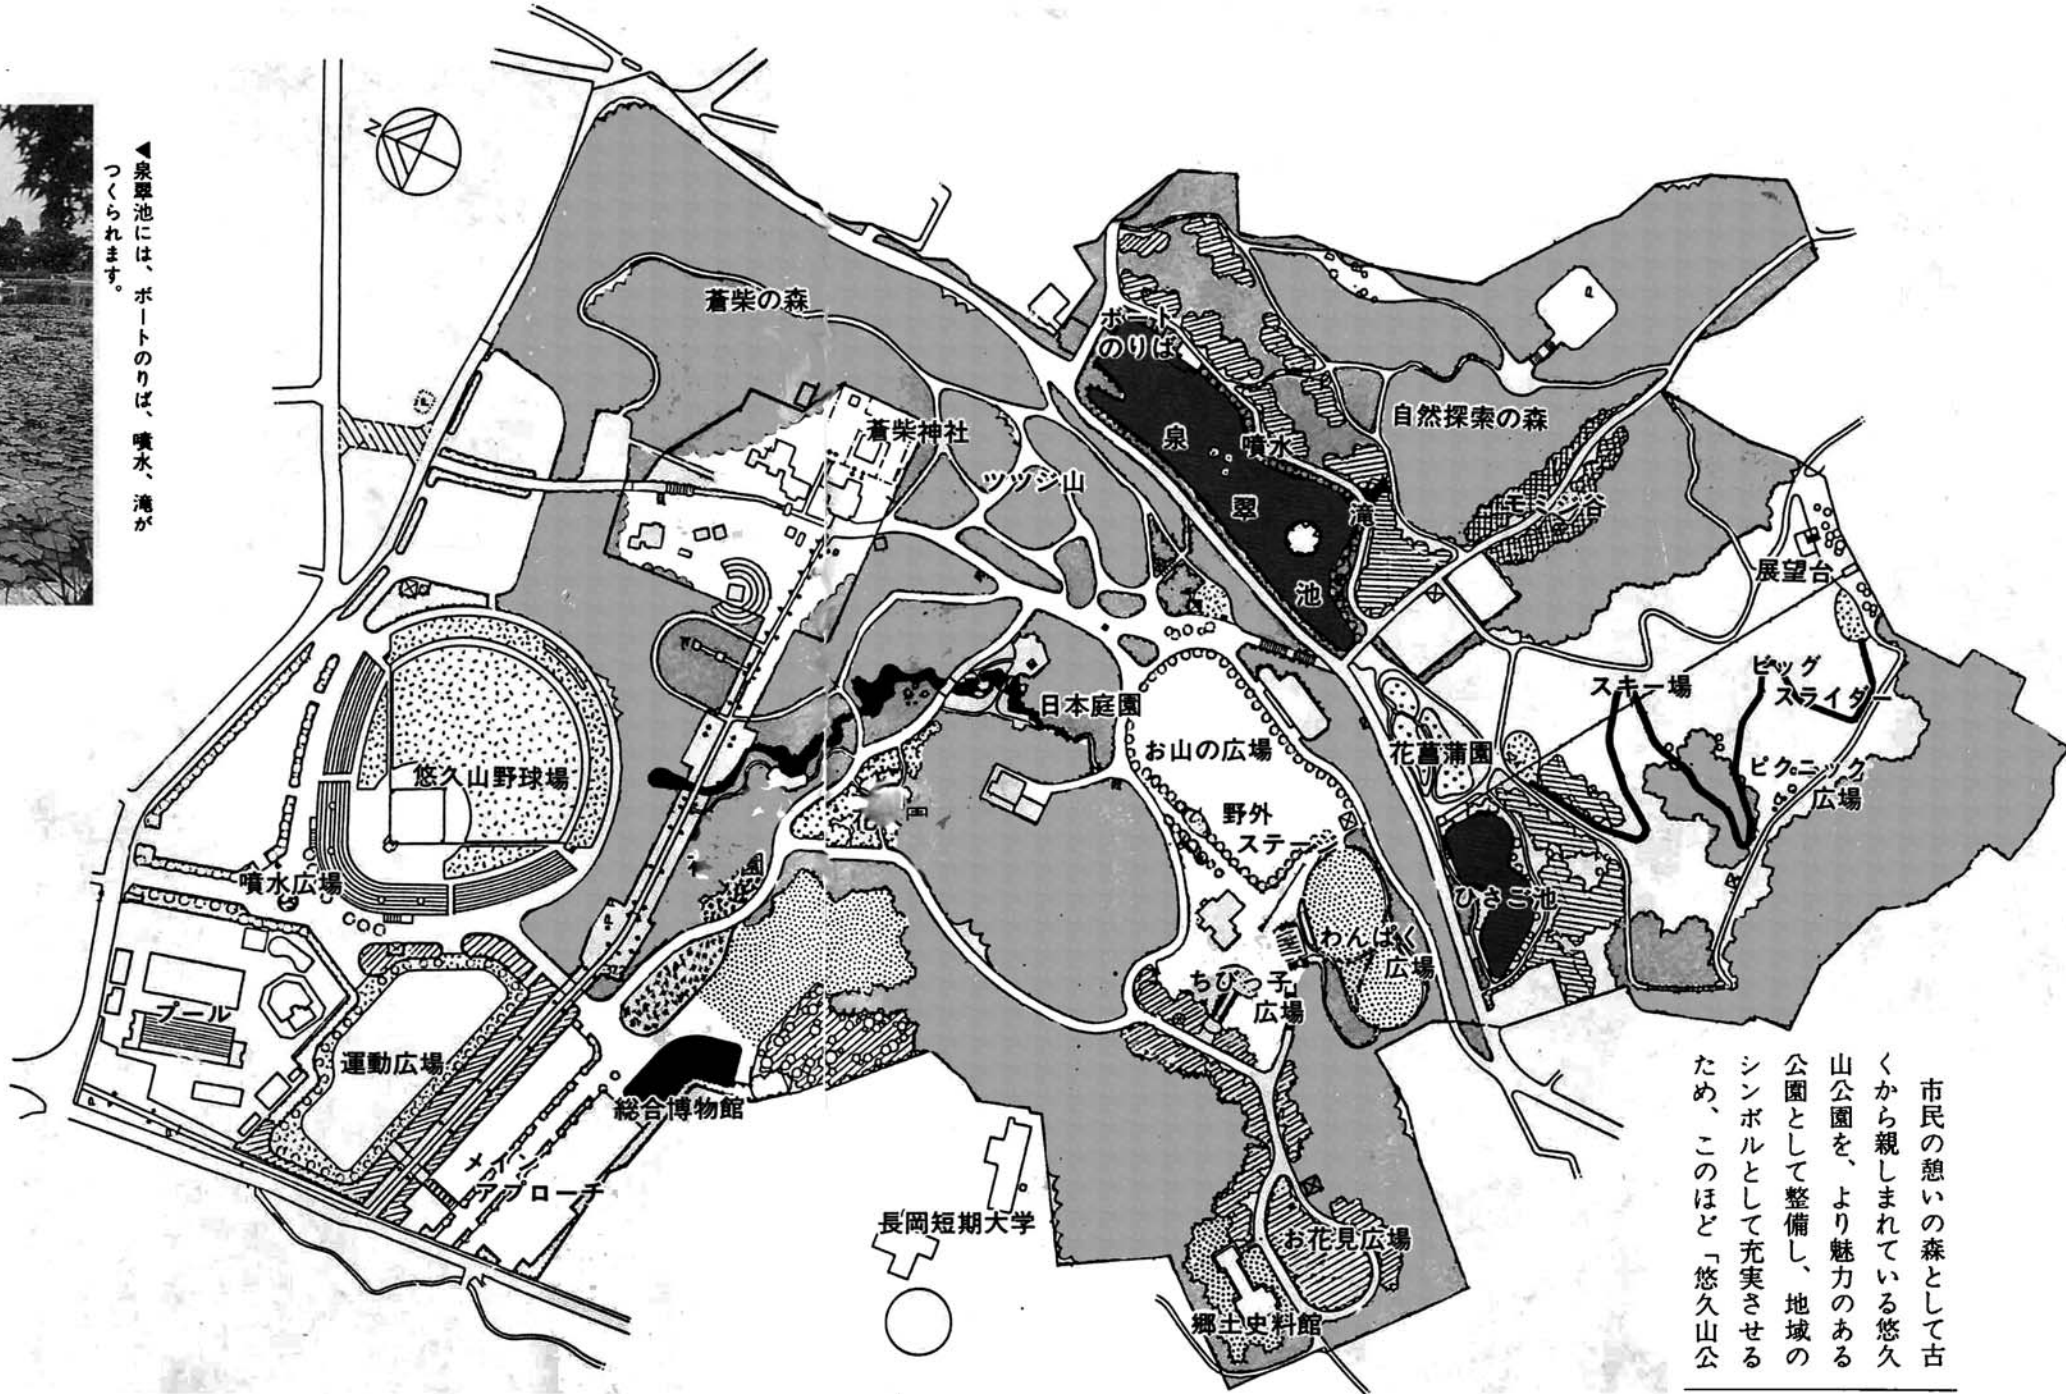 ◀泉翠池には、ボートのりば、噴水、滝が
つくられます。
N
蒼柴の森
ボート
のりば
蒼柴神社
ツツジ山
泉翠池
噴水
滝
自然探索の森
モミジ谷
展望台
スキー場
ビッグ
スライダー
ピクニック
広場
日本庭園
お山の広場
花菖蒲園
野外
ステージ
悠久山野球場
噴水広場
ひさご池
わんぱく
広場
ちびっ子
広場
プール
運動広場
総合博物館
メイン
アプローチ
長岡短期大学
お花見広場
郷土史料館
市民の憩いの森として古
くから親しまれている悠久
山公園を、より魅力のある
公園として整備し、地域の
シンボルとして充実させる
ため、このほど「悠久山公